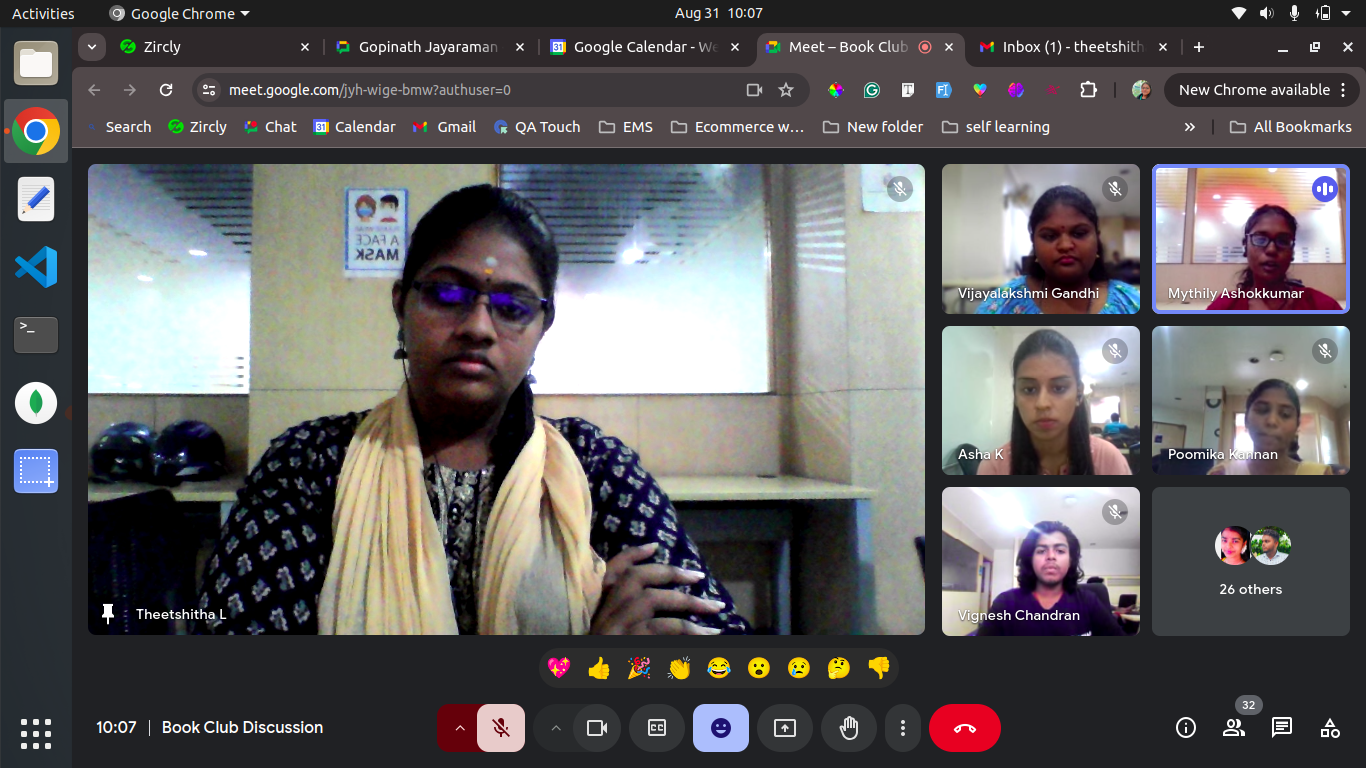 Activities
Google Chrome
Aug 31 10:07
Zircly
Gopinath Jayaraman
Google Calendar - We
Meet – Book Club
Inbox (1) - theetshith
meet.google.com/jyh-wige-bmw?authuser=0
New Chrome available
Search
Zircly
Chat
31
Calendar
Gmail
QA Touch
EMS
Ecommerce w...
New folder
self learning
All Bookmarks
A FACE
MASK
Theetshitha L
Vijayalakshmi Gandhi
Mythily Ashokkumar
Asha K
Poomika Kannan
Vignesh Chandran
26 others
10:07
Book Club Discussion
CC
32